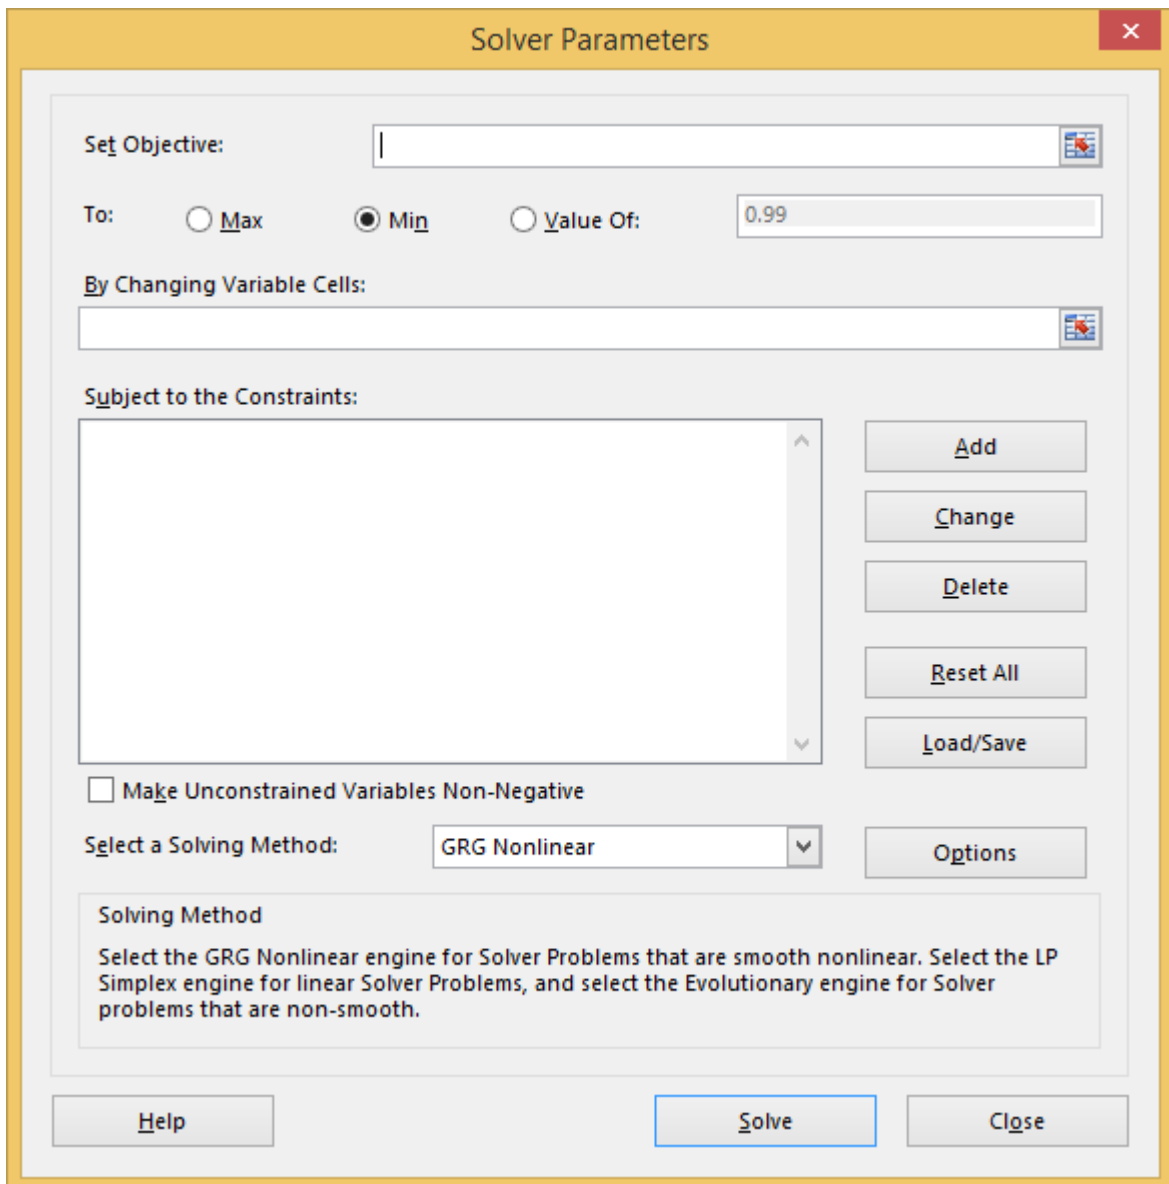 Solver Parameters
Set Objective:
To:
Max
Min
Value Of:
0.99
By Changing Variable Cells:
Subject to the Constraints:
Add
Change
Delete
Reset All
Load/Save
Make Unconstrained Variables Non-Negative
Select a Solving Method:
GRG Nonlinear
Options
Solving Method
Select the GRG Nonlinear engine for Solver Problems that are smooth nonlinear. Select the LP
Simplex engine for linear Solver Problems, and select the Evolutionary engine for Solver
problems that are non-smooth.
Help
Solve
Close